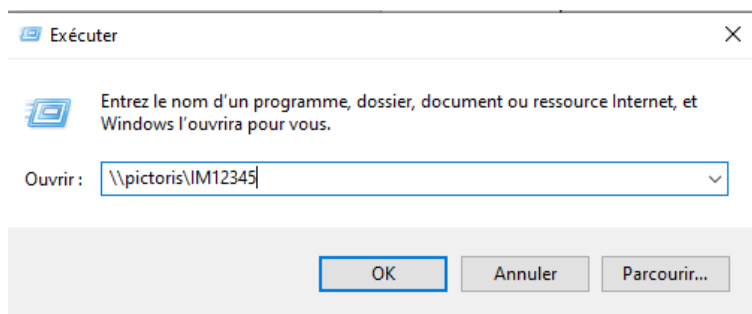 Exécuter
Entrez le nom d'un programme, dossier, document ou ressource Internet, et
Windows l'ouvrira pour vous.
Ouvrir : \\pictoris\IM12345
OK Annuler Parcourir...